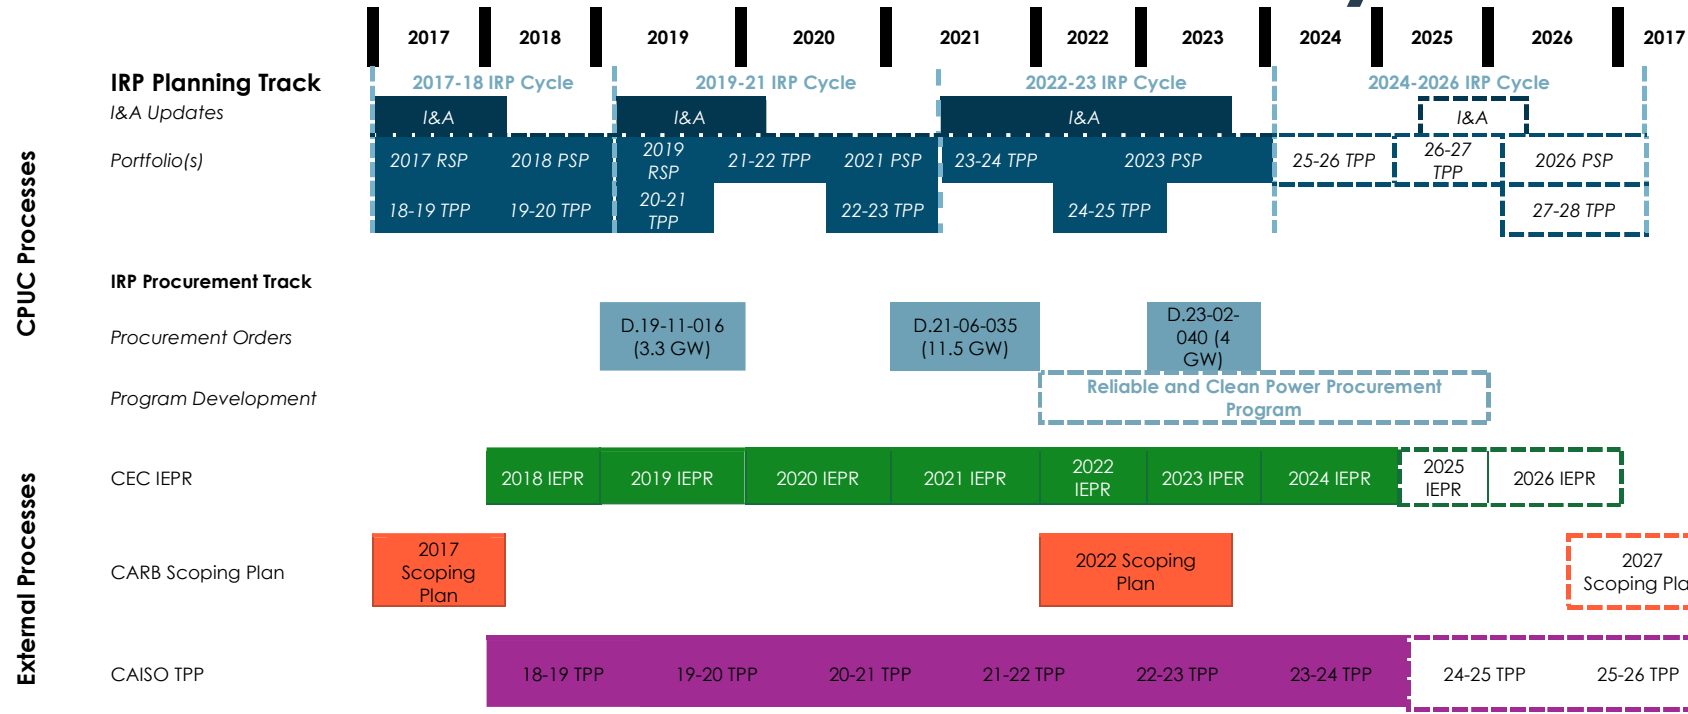 2017 2018 2019 2020 2021 2022 2023 2024 2025 2026 2017
IRP Planning Track
2017-18 IRP Cycle 2019-21 IRP Cycle 2022-23 IRP Cycle 2024-2026 IRP Cycle
I&A Updates
I&A I&A I&A I&A
Portfolio(s)
2017 RSP 2018 PSP
2019
RSP
21-22 TPP 2021 PSP 23-24 TPP 2023 PSP 25-26 TPP
26-27
TPP
2026 PSP
18-19 TPP 19-20 TPP
20-21
TPP
22-23 TPP 24-25 TPP 27-28 TPP
CPUC Processes
IRP Procurement Track
Procurement Orders
D.19-11-016
(3.3 GW)
D.21-06-035
(11.5 GW)
D.23-02-
040 (4
GW)
Program Development
Reliable and Clean Power Procurement
Program
External Processes
CEC IEPR
2018 IEPR 2019 IEPR 2020 IEPR 2021 IEPR
2022
IEPR
2023 IPER 2024 IEPR
2025
IEPR
2026 IEPR
CARB Scoping Plan
2017
Scoping
Plan
2022 Scoping
Plan
2027
Scoping Pla
CAISO TPP
18-19 TPP 19-20 TPP 20-21 TPP 21-22 TPP 22-23 TPP 23-24 TPP 24-25 TPP 25-26 TPP